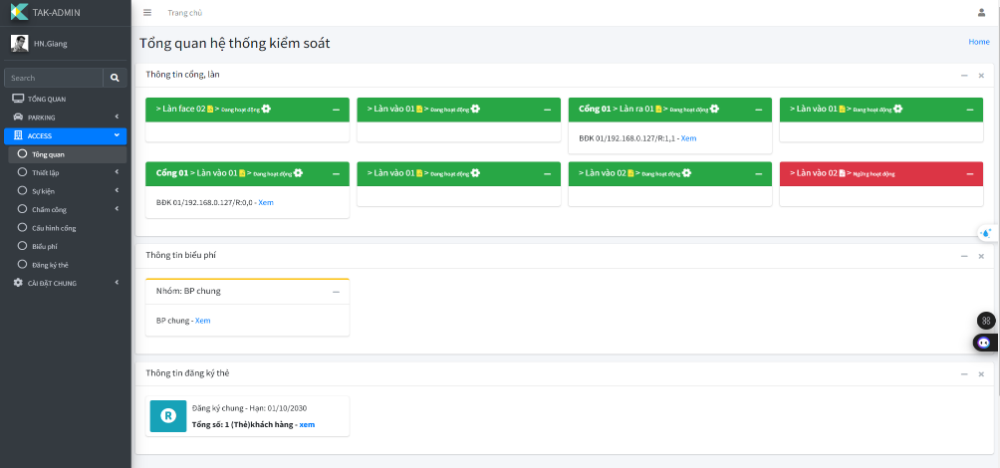 TAK-ADMIN
HN.Giang
Search
TỔNG QUAN
PARKING
ACCESS
Tổng quan
Thiết lập
Sự kiện
Chấm công
Cấu hình cổng
Biểu phí
Đăng ký thẻ
CÀI ĐẶT CHUNG
Trang chủ
Tổng quan hệ thống kiểm soát
Home
Thông tin cổng, làn
> Làn face 02 > Đang hoạt động
> Làn vào 01 > Đang hoạt động
Cổng 01 > Làn ra 01 > Đang hoạt động
> Làn vào 01 > Đang hoạt động
BĐK 01/192.168.0.127/R:1,1 - Xem
Cổng 01 > Làn vào 01 > Đang hoạt động
> Làn vào 01 > Đang hoạt động
> Làn vào 02 > Đang hoạt động
> Làn vào 02 > Ngừng hoạt động
BĐK 01/192.168.0.127/R:0,0 - Xem
Thông tin biểu phí
Nhóm: BP chung
BP chung - Xem
Thông tin đăng ký thẻ
R
Đăng ký chung - Hạn: 01/10/2030
Tổng số: 1 (Thẻ)khách hàng - xem